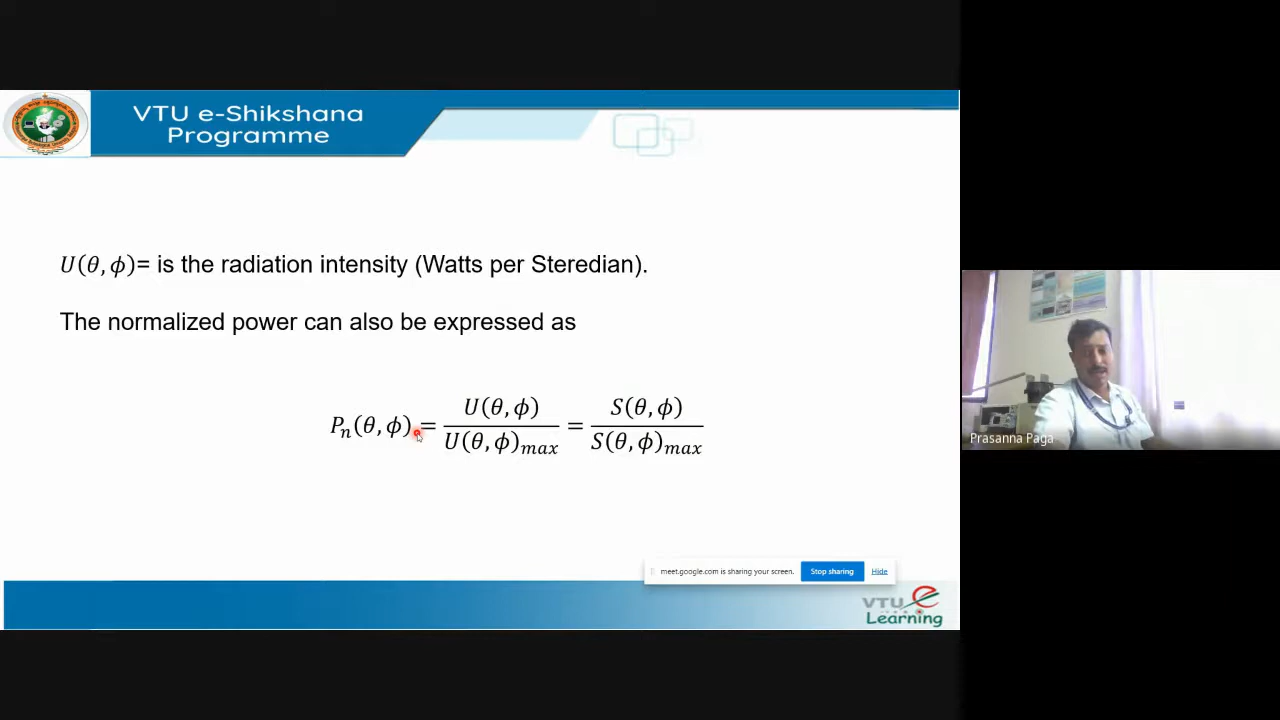 VTU e-Shikshana
Programme
U(θ, ϕ)= is the radiation intensity (Watts per Steredian).
The normalized power can also be expressed as
Pₙ(θ, ϕ) = U(θ, ϕ) / U(θ, ϕ)ₘₐₓ = S(θ, ϕ) / S(θ, ϕ)ₘₐₓ
Prasanna Paga
meet.google.com is sharing your screen. Stop sharing Hide
VTU e
Learning